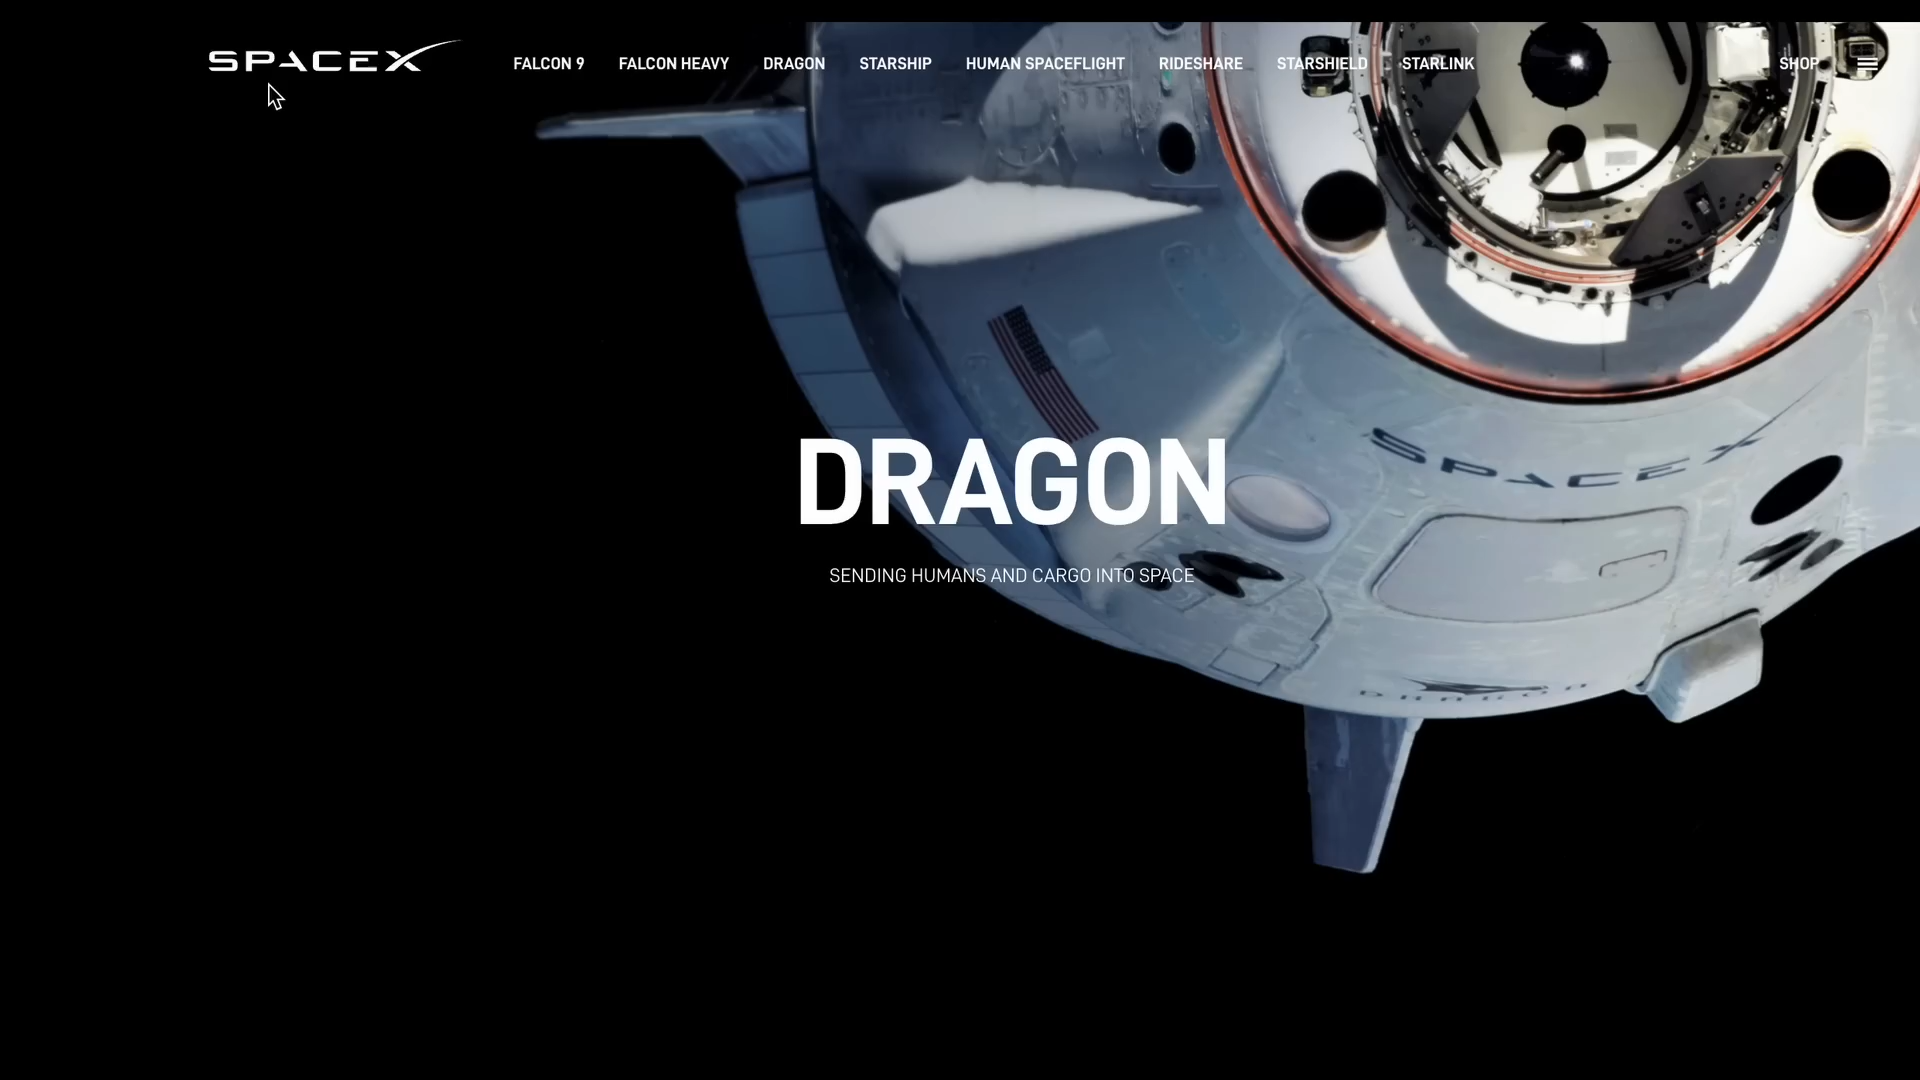 SPACEX
FALCON 9 FALCON HEAVY DRAGON STARSHIP HUMAN SPACEFLIGHT RIDESHARE STARSHIELD STARLINK SHOP
SPACEX
DRAGON
SENDING HUMANS AND CARGO INTO SPACE
DRAGON